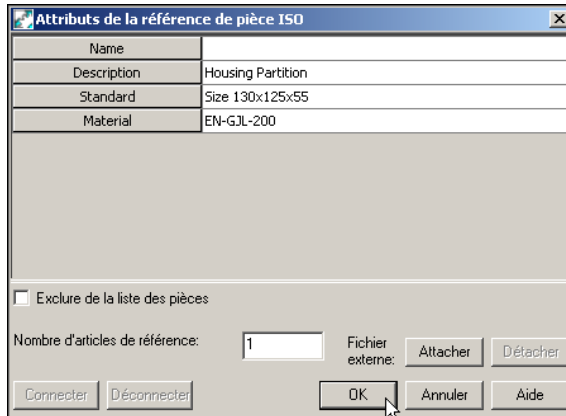 Attributs de la référence de pièce ISO
Name
Description Housing Partition
Standard Size 130x125x55
Material EN-GJL-200
Exclure de la liste des pièces
Nombre d'articles de référence: 1 Fichier
externe: Attacher Détacher
Connecter Déconnecter OK Annuler Aide